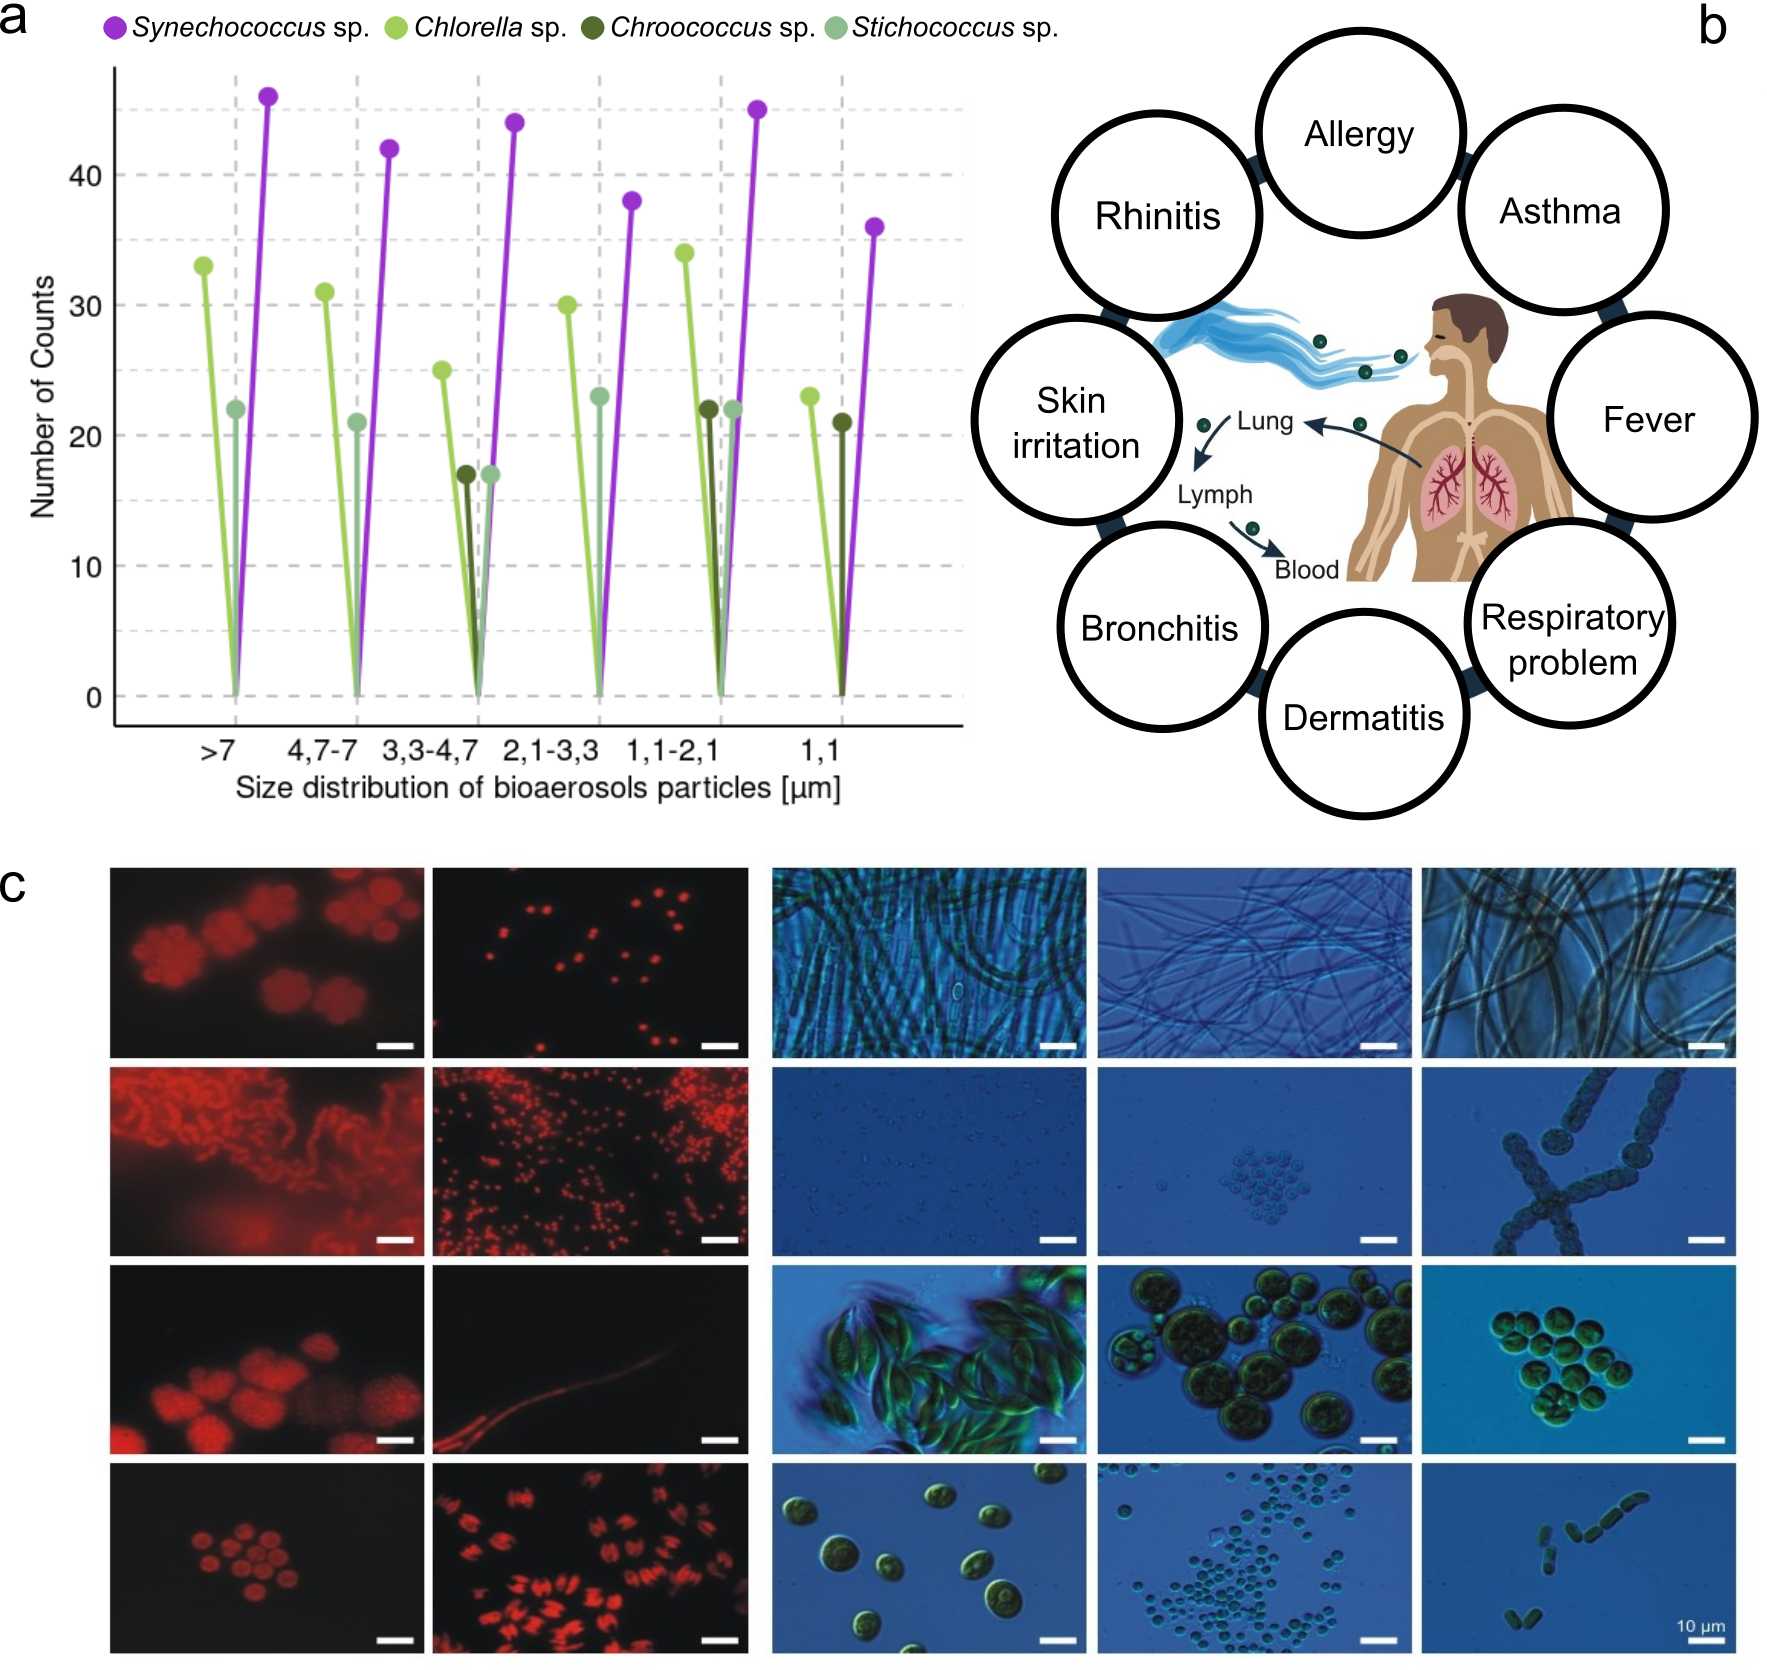 a
Synechococcus sp. Chlorella sp. Chroococcus sp. Stichococcus sp.
Number of Counts
40
30
20
10
0
>7 4,7-7 3,3-4,7 2,1-3,3 1,1-2,1 1,1
Size distribution of bioaerosols particles [µm]
b
Allergy
Rhinitis
Asthma
Skin
irritation
Fever
Lung
Lymph
Blood
Bronchitis
Respiratory
problem
Dermatitis
c
10 µm